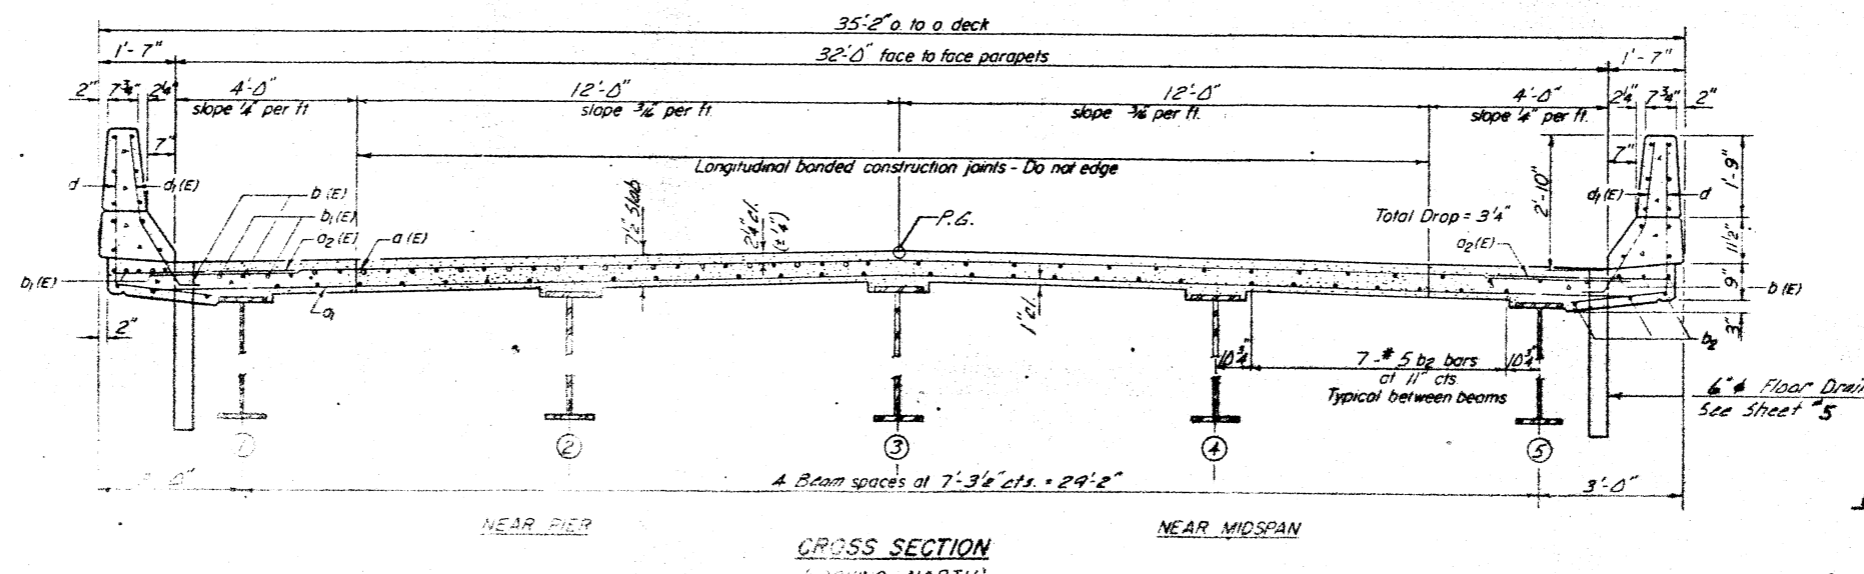 35'-2" o. to o. deck
1'-7"
32'-0" face to face parapets
1'-7"
2"
7¾"
2¼"
4'-0"
12'-0"
12'-0"
4'-0"
2¼"
7¾"
2"
slope ¼" per ft
slope 3/16" per ft.
slope 3/16" per ft.
slope ¼" per ft.
7"
7"
Longitudinal bonded construction joints - Do not edge
d
d1(E)
b(E)
b1(E)
a2(E)
a(E)
7½" Slab
2¼" cl.
(±¼")
P.G.
Total Drop = 3¼"
a2(E)
2'-10"
d1(E)
d
1'-9"
11½"
9"
3"
b1(E)
b(E)
2"
a1
1" cl.
b2
10¾"
7-#5 b2 bars
10¾"
at 11" cts.
Typical between beams
6"ϕ Floor Drain
See Sheet #5
1
2
3
4
5
4 Beam spaces at 7'-3½" cts. = 29'-2"
3'-0"
NEAR PIER
NEAR MIDSPAN
CROSS SECTION